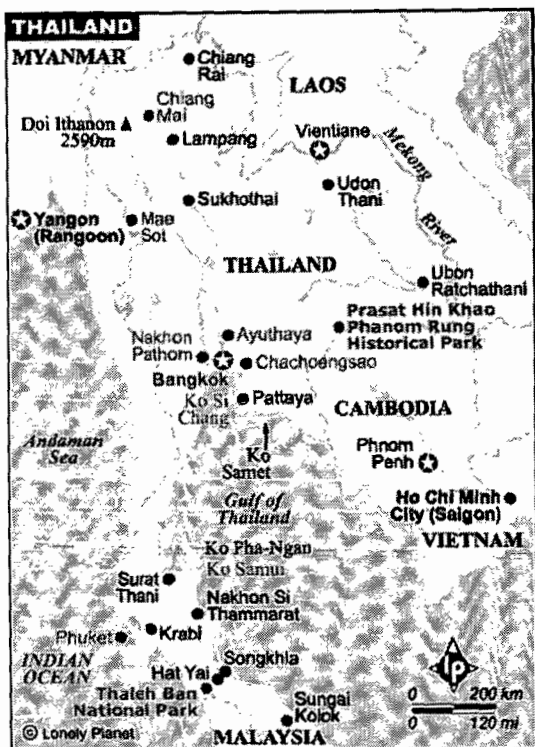 THAILAND
MYANMAR
Chiang
Rai
LAOS
Chiang
Mai
Doi Ithanon
2590m
Lampang
Vientiane
Mekong
River
Udon
Thani
Sukhothai
Yangon
(Rangoon)
Mae
Sot
THAILAND
Ubon
Ratchathani
Prasat Hin Khao
Phanom Rung
Historical Park
Ayuthaya
Nakhon
Pathom
Chachoengsao
Bangkok
Ko Si
Chang
Pattaya
CAMBODIA
Andaman
Sea
Ko
Samet
Phnom
Penh
Gulf of
Thailand
Ho Chi Minh
City (Saigon)
VIETNAM
Ko Pha-Ngan
Ko Samui
Surat
Thani
Nakhon Si
Thammarat
Phuket
Krabi
INDIAN
OCEAN
Hat Yai
Songkhla
Thaleh Ban
National Park
Sungai
Kolok
lp
0 200 km
0 120 mi
© Lonely Planet
MALAYSIA